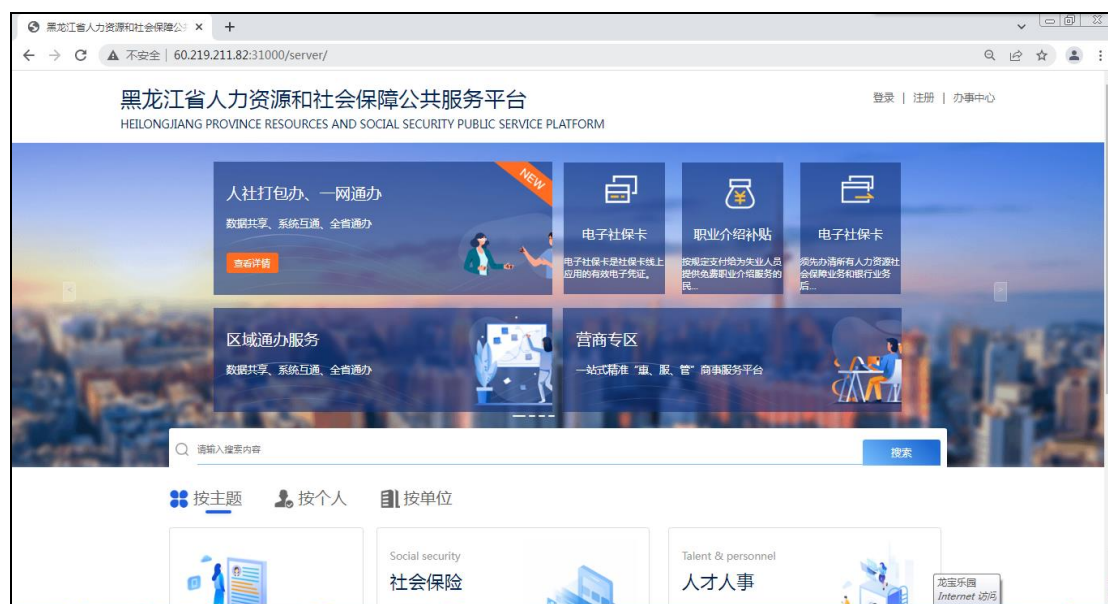 黑龙江省人力资源和社会保障公共
不安全 | 60.219.211.82:31000/server/
黑龙江省人力资源和社会保障公共服务平台
HEILONGJIANG PROVINCE RESOURCES AND SOCIAL SECURITY PUBLIC SERVICE PLATFORM
登录 | 注册 | 办事中心
人社打包办、一网通办
数据共享、系统互通、全省通办
查看详情
NEW
电子社保卡
电子社保卡是社保卡线上
应用的有效电子凭证。
职业介绍补贴
按规定支付给为失业人员
提供免费职业介绍服务的
民...
电子社保卡
须先办清所有人力资源社
会保障业务和银行业务
后...
区域通办服务
数据共享、系统互通、全省通办
营商专区
一站式精准“事、服、管”商事服务平台
请输入搜索内容
搜索
按主题
按个人
按单位
Social security
社会保险
Talent & personnel
人才人事
龙宝乐园
Internet 访问